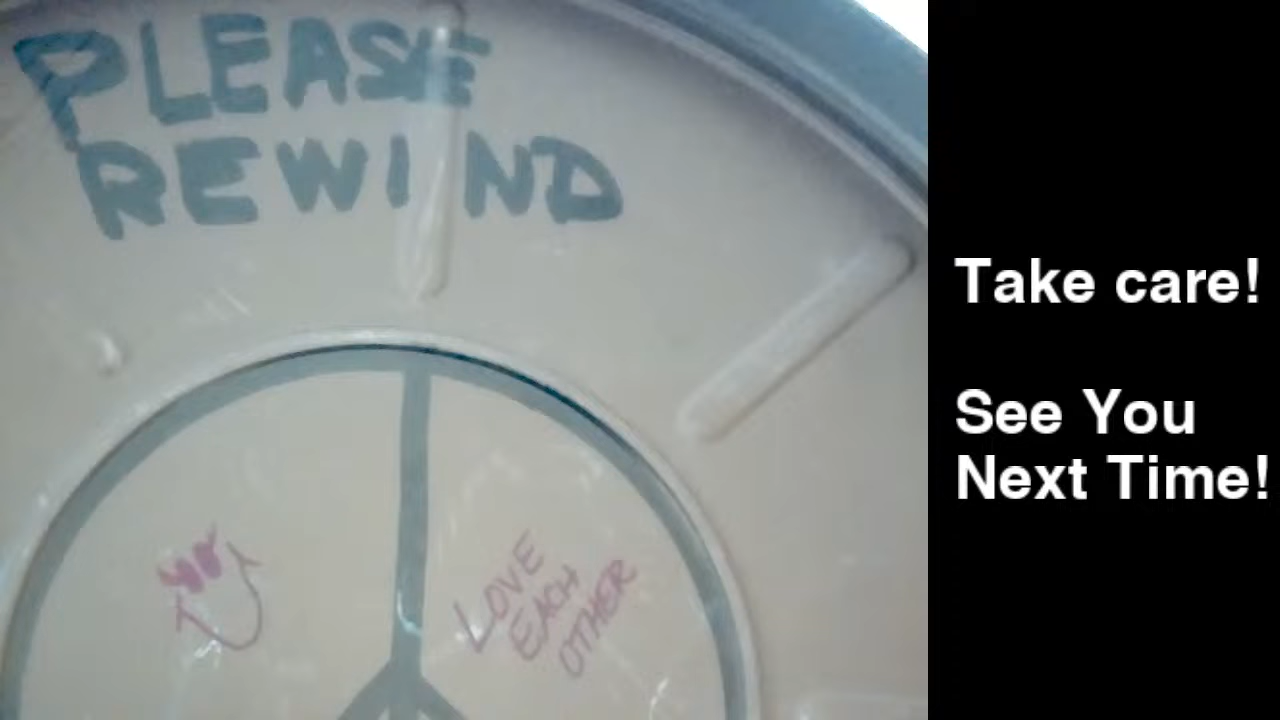 PLEASE
REWIND
LOVE
EACH
OTHER
Take care!
See You
Next Time!